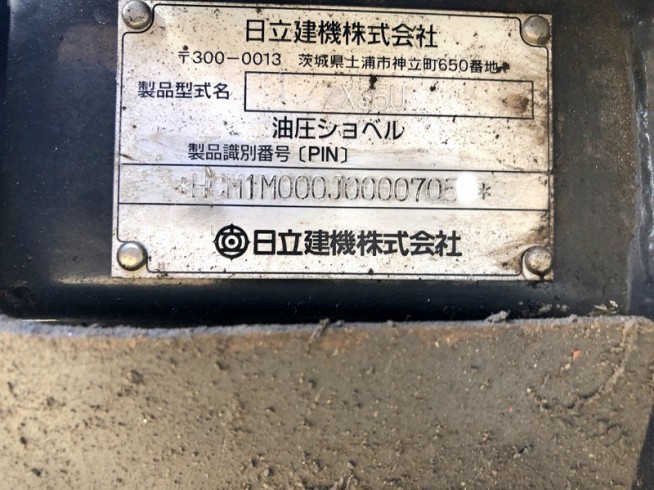 日立建機株式会社
〒300-0013 茨城県土浦市神立町650番地
製品型式名
油圧ショベル
製品識別番号〔PIN〕
日立建機株式会社